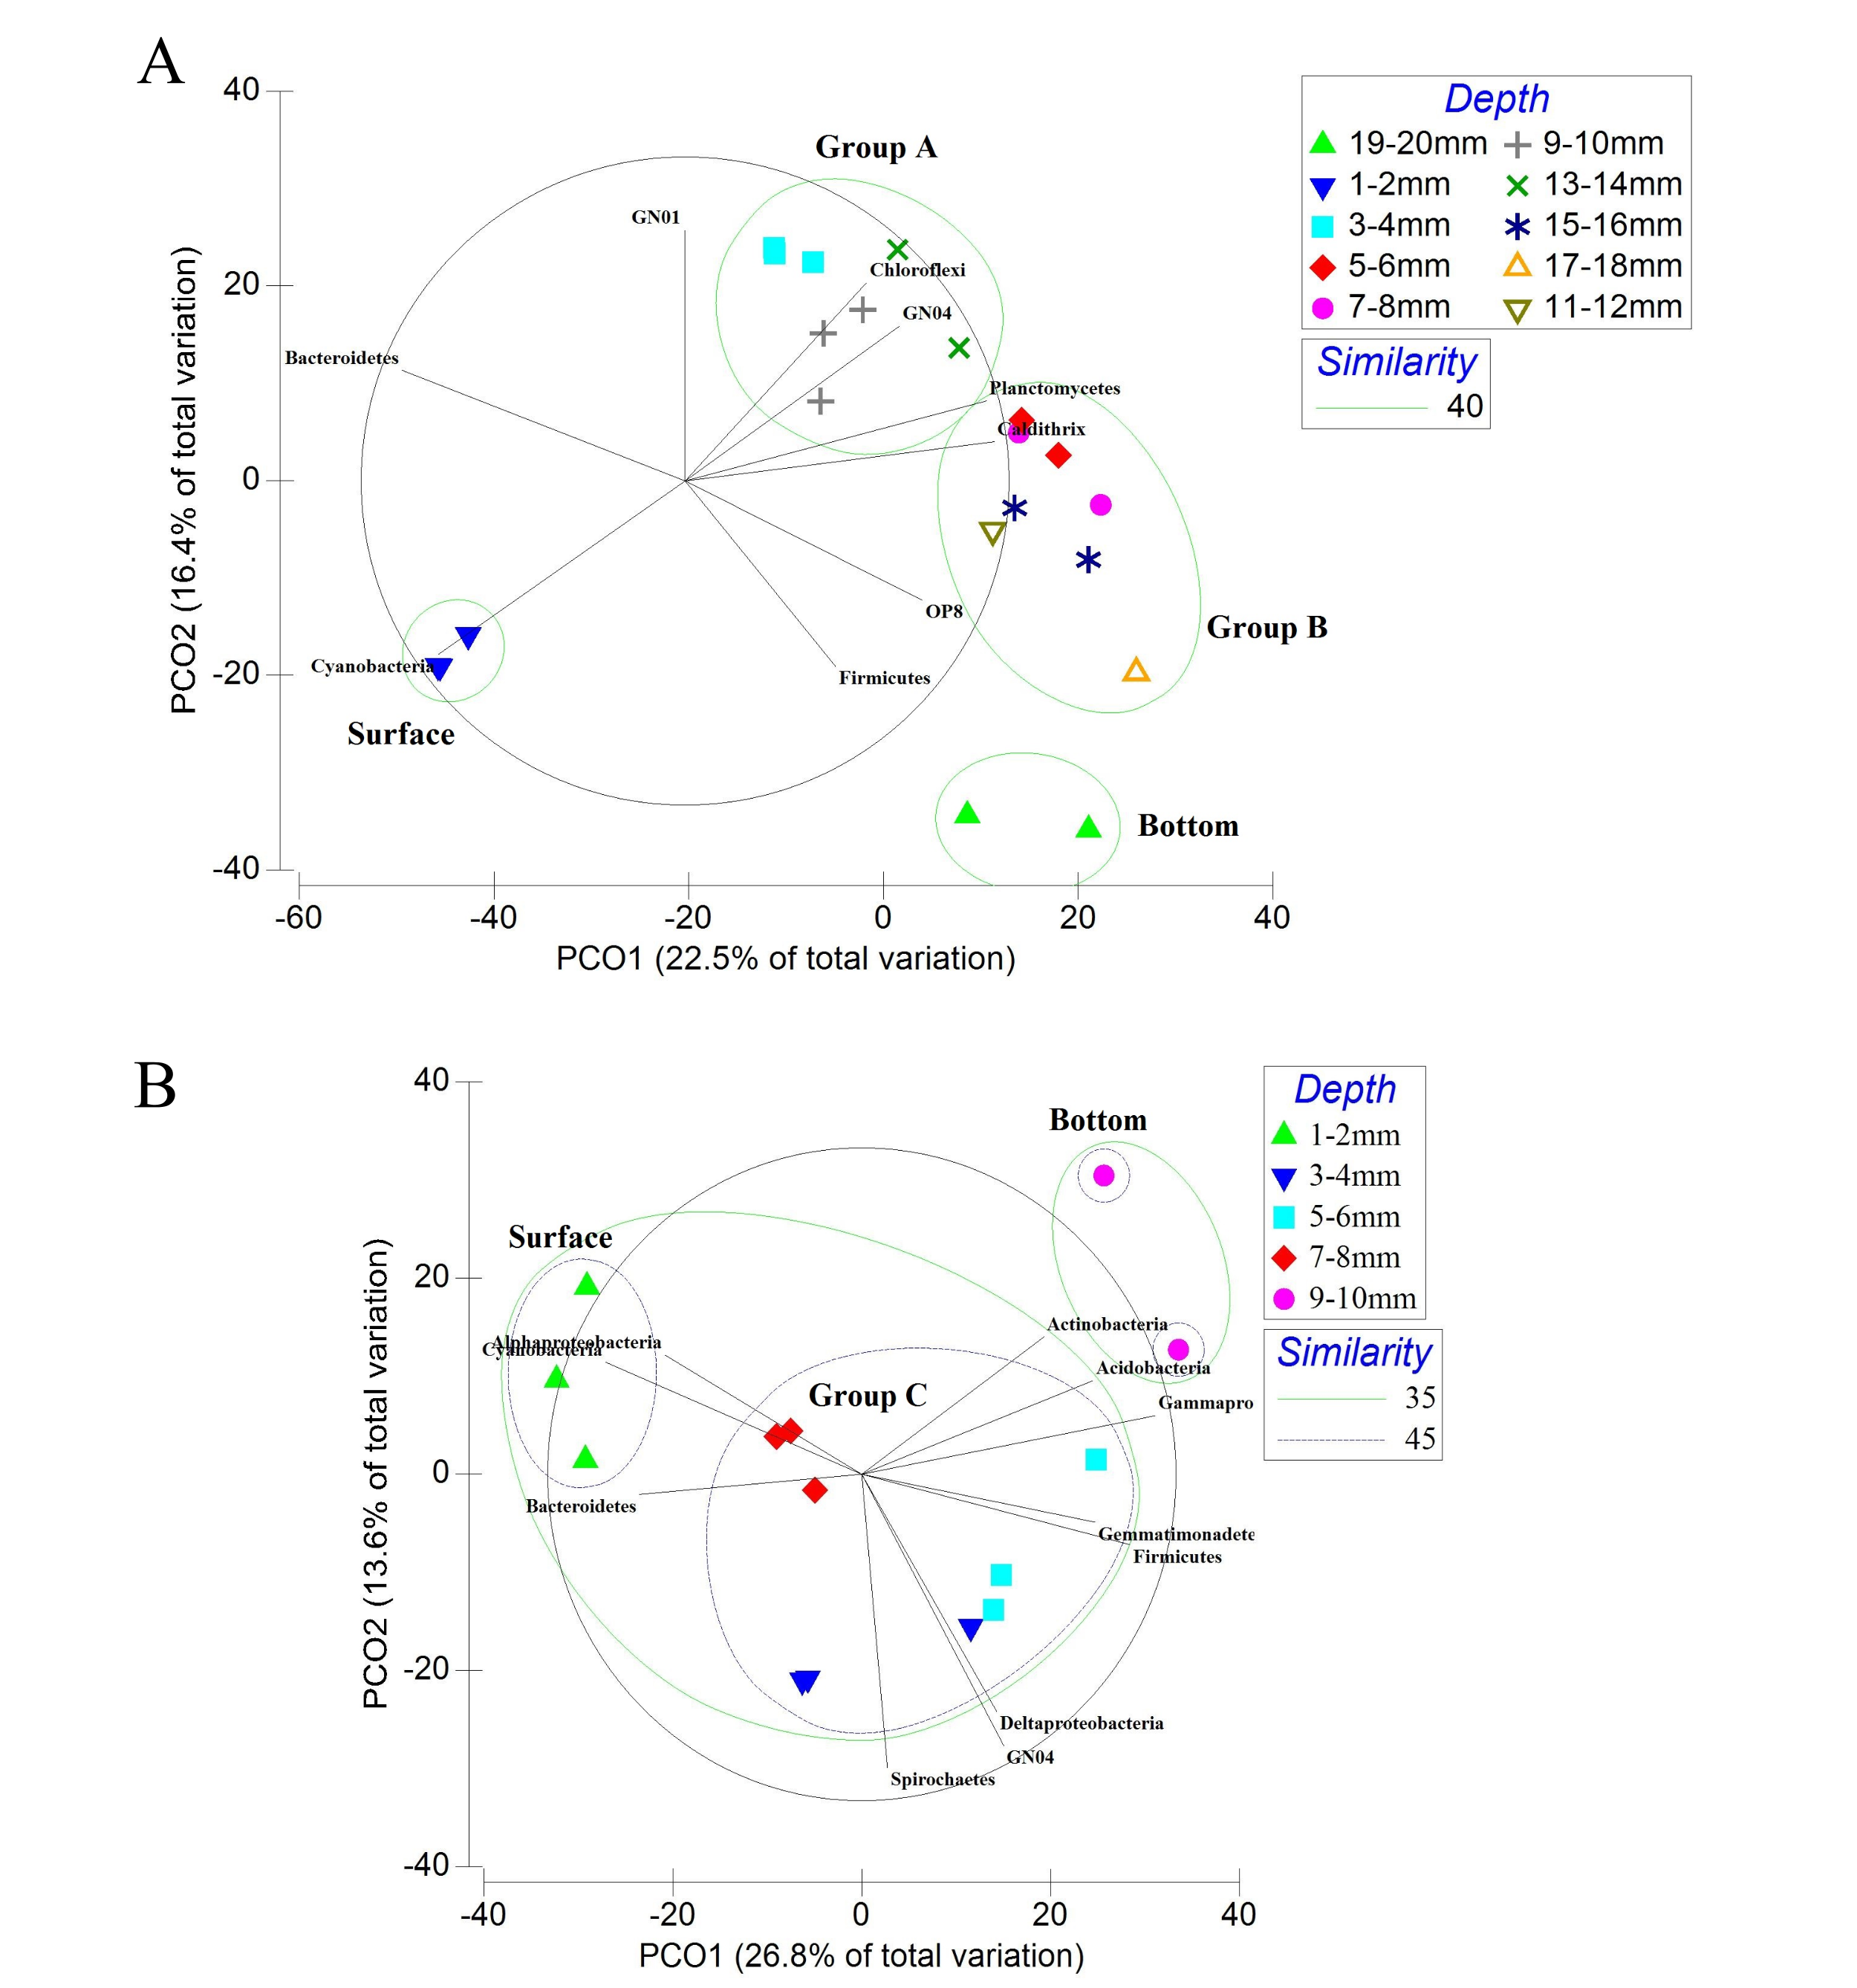 A
40
20
0
-20
-40
-60
-40
-20
0
20
40
PCO2 (16.4% of total variation)
PCO1 (22.5% of total variation)
Group A
GN01
Chloroflexi
GN04
Bacteroidetes
Planctomycetes
Caldithrix
OP8
Group B
Cyanobacteria
Firmicutes
Surface
Bottom
Depth
19-20mm
9-10mm
1-2mm
13-14mm
3-4mm
15-16mm
5-6mm
17-18mm
7-8mm
11-12mm
Similarity
40
B
40
20
0
-20
-40
-40
-20
0
20
40
PCO2 (13.6% of total variation)
PCO1 (26.8% of total variation)
Bottom
Surface
Actinobacteria
Alphaproteobacteria
Cyanobacteria
Acidobacteria
Group C
Gammapro
Bacteroidetes
Gemmatimonadete
Firmicutes
Deltaproteobacteria
GN04
Spirochaetes
Depth
1-2mm
3-4mm
5-6mm
7-8mm
9-10mm
Similarity
35
45